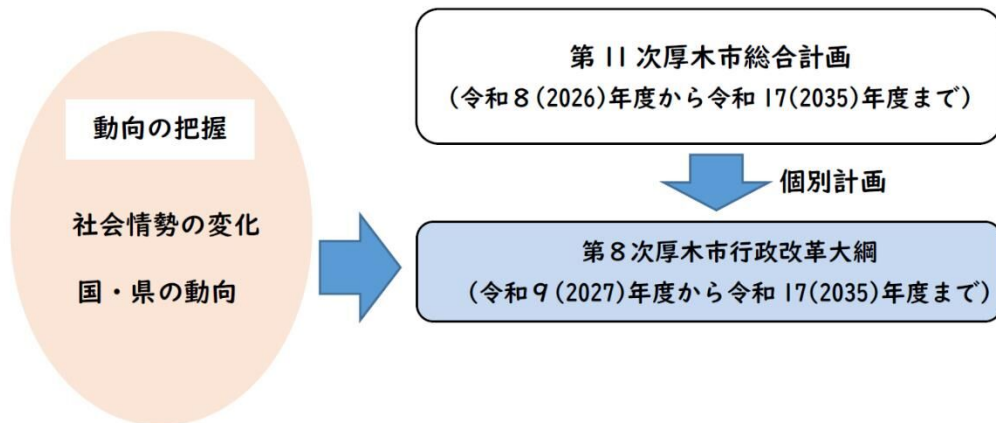 動向の把握
社会情勢の変化
国・県の動向
第11次厚木市総合計画
(令和8(2026)年度から令和17(2035)年度まで)
個別計画
第8次厚木市行政改革大綱
(令和9(2027)年度から令和17(2035)年度まで)